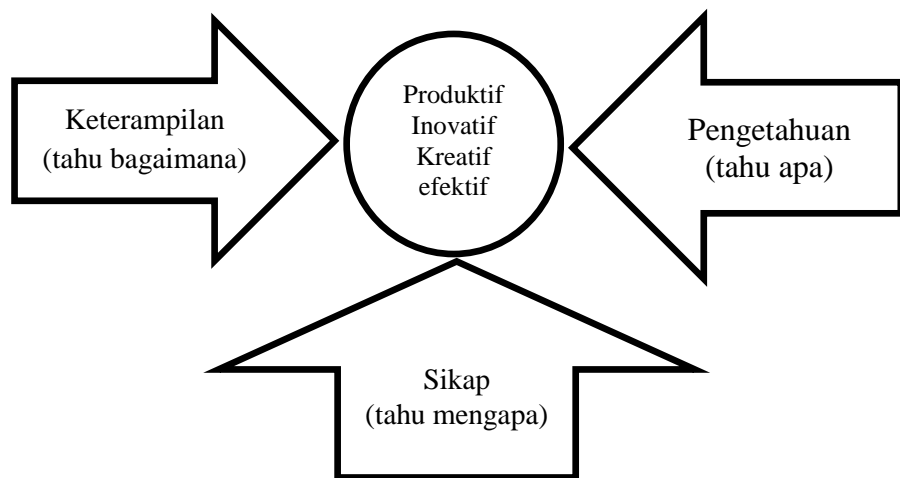 Keterampilan
(tahu bagaimana)
Produktif
Inovatif
Kreatif
efektif
Pengetahuan
(tahu apa)
Sikap
(tahu mengapa)